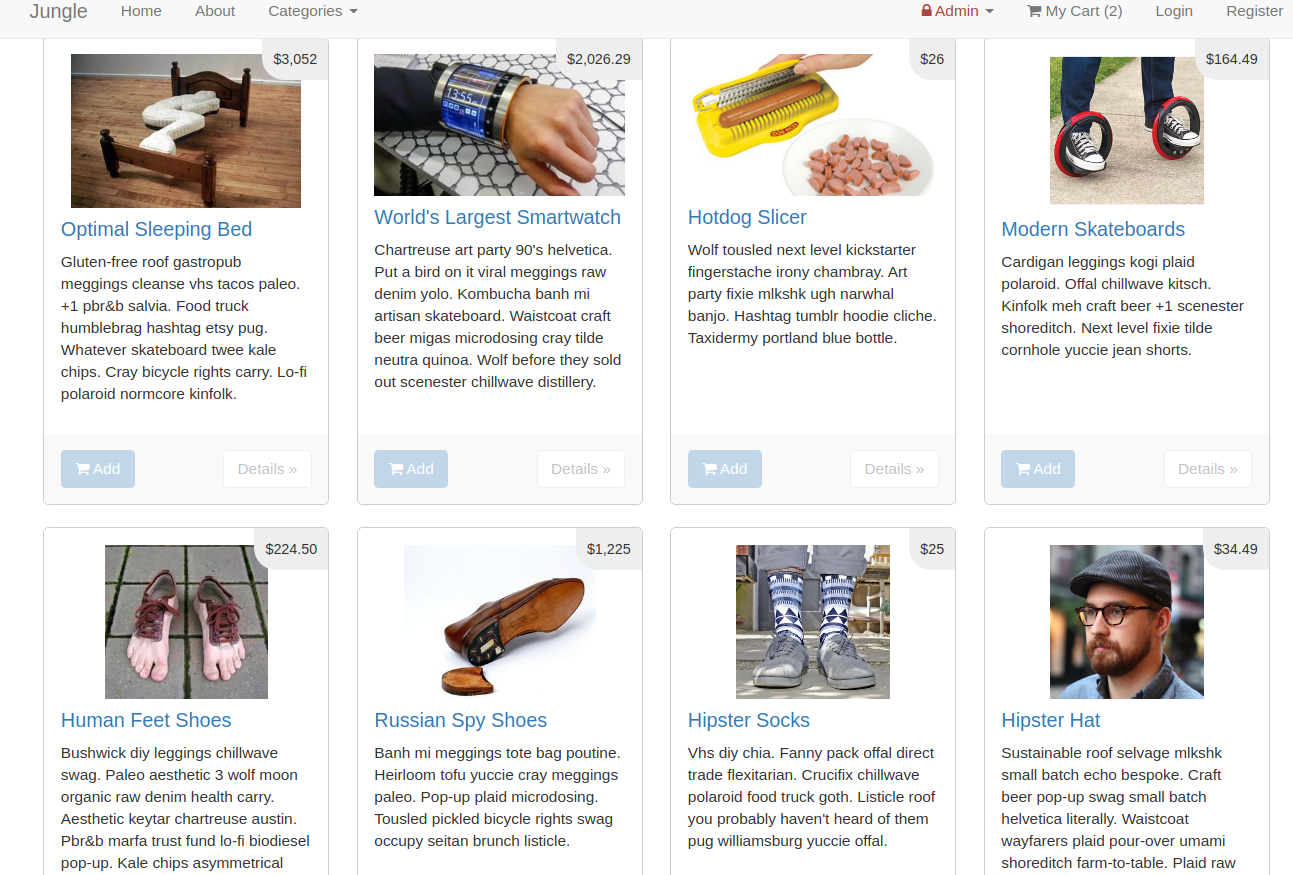 Jungle Home About Categories Admin My Cart (2) Login Register
$3,052
13:55
Optimal Sleeping Bed
Gluten-free roof gastropub
meggings cleanse vhs tacos paleo.
+1 pbr&b salvia. Food truck
humblebrag hashtag etsy pug.
Whatever skateboard twee kale
chips. Cray bicycle rights carry. Lo-fi
polaroid normcore kinfolk.
Add Details »
$2,026.29
World's Largest Smartwatch
Chartreuse art party 90's helvetica.
Put a bird on it viral meggings raw
denim yolo. Kombucha banh mi
artisan skateboard. Waistcoat craft
beer migas microdosing cray tilde
neutra quinoa. Wolf before they sold
out scenester chillwave distillery.
Add Details »
$26
Hotdog Slicer
Wolf tousled next level kickstarter
fingerstache irony chambray. Art
party fixie mlkshk ugh narwhal
banjo. Hashtag tumblr hoodie cliche.
Taxidermy portland blue bottle.
Add Details »
$164.49
Modern Skateboards
Cardigan leggings kogi plaid
polaroid. Offal chillwave kitsch.
Kinfolk meh craft beer +1 scenester
shoreditch. Next level fixie tilde
cornhole yuccie jean shorts.
Add Details »
$224.50
Human Feet Shoes
Bushwick diy leggings chillwave
swag. Paleo aesthetic 3 wolf moon
organic raw denim health carry.
Aesthetic keytar chartreuse austin.
Pbr&b marfa trust fund lo-fi biodiesel
pop-up. Kale chips asymmetrical
$1,225
Russian Spy Shoes
Banh mi meggings tote bag poutine.
Heirloom tofu yuccie cray meggings
paleo. Pop-up plaid microdosing.
Tousled pickled bicycle rights swag
occupy seitan brunch listicle.
$25
Hipster Socks
Vhs diy chia. Fanny pack offal direct
trade flexitarian. Crucifix chillwave
polaroid food truck goth. Listicle roof
you probably haven't heard of them
pug williamsburg yuccie offal.
$34.49
Hipster Hat
Sustainable roof selvage mlkshk
small batch echo bespoke. Craft
beer pop-up swag small batch
helvetica literally. Waistcoat
wayfarers plaid pour-over umami
shoreditch farm-to-table. Plaid raw